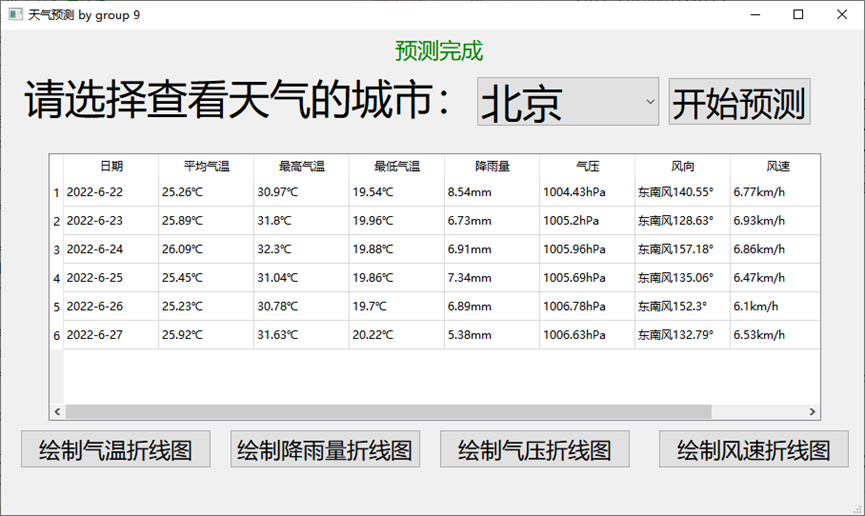 天气预测 by group 9
预测完成
请选择查看天气的城市： 北京 开始预测
日期 平均气温 最高气温 最低气温 降雨量 气压 风向 风速
1 2022-6-22 25.26℃ 30.97℃ 19.54℃ 8.54mm 1004.43hPa 东南风140.55° 6.77km/h
2 2022-6-23 25.89℃ 31.8℃ 19.96℃ 6.73mm 1005.2hPa 东南风128.63° 6.93km/h
3 2022-6-24 26.09℃ 32.3℃ 19.88℃ 6.91mm 1005.96hPa 东南风157.18° 6.86km/h
4 2022-6-25 25.45℃ 31.04℃ 19.86℃ 7.34mm 1005.69hPa 东南风135.06° 6.47km/h
5 2022-6-26 25.23℃ 30.78℃ 19.7℃ 6.89mm 1006.78hPa 东南风152.3° 6.1km/h
6 2022-6-27 25.92℃ 31.63℃ 20.22℃ 5.38mm 1006.63hPa 东南风132.79° 6.53km/h
绘制气温折线图 绘制降雨量折线图 绘制气压折线图 绘制风速折线图